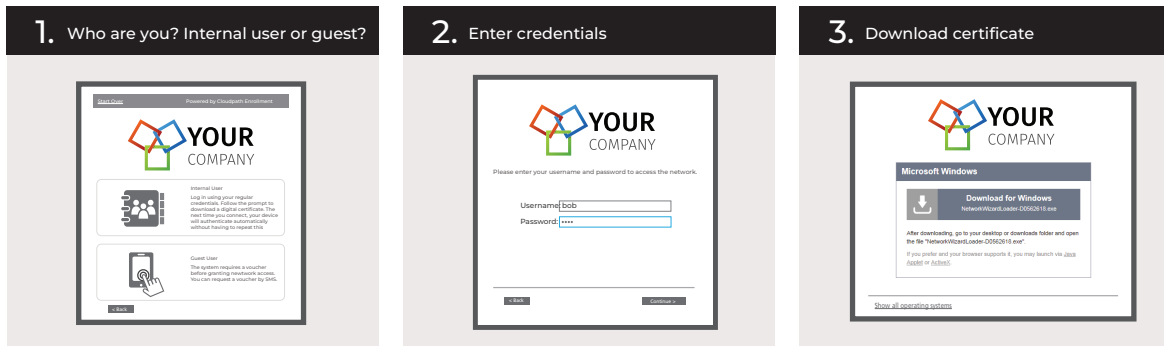 1. Who are you? Internal user or guest?
Start Over Powered by Cloudpath Enrollment
YOUR
COMPANY
Internal User
Log in using your regular
credentials. Follow the prompt to
download a digital certificate. The
next time you connect, your device
will authenticate automatically
without having to repeat this
Guest User
The system requires a voucher
before granting newtwork access.
You can request a voucher by SMS.
< Back
2. Enter credentials
YOUR
COMPANY
Please enter your username and password to access the network.
Username bob
Password: ••••
< Back Continue >
3. Download certificate
YOUR
COMPANY
Microsoft Windows
Download for Windows
NetworkWizardLoader-D0562618.exe
After downloading, go to your desktop or downloads folder and open
the file "NetworkWizardLoader-D0562618 exe".
If you prefer and your browser supports it, you may launch via Java
Applet or ActiveX.
Show all operating systems